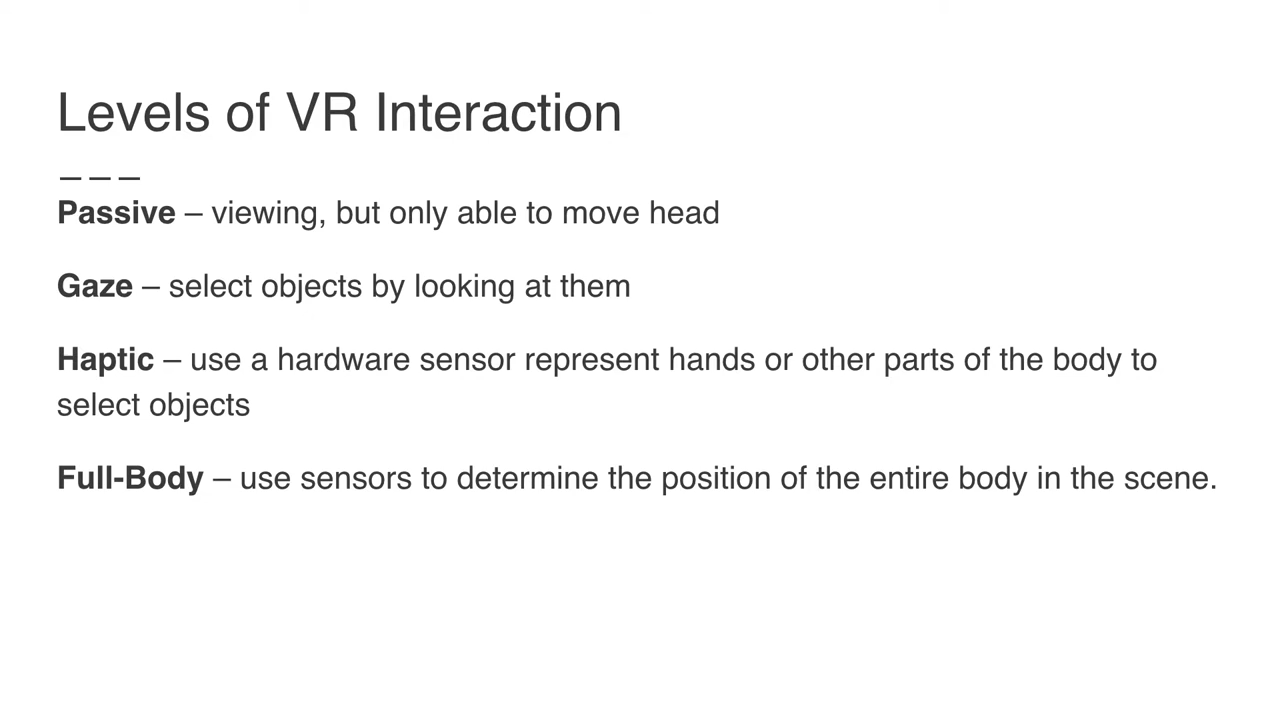 Levels of VR Interaction
Passive – viewing, but only able to move head
Gaze – select objects by looking at them
Haptic – use a hardware sensor represent hands or other parts of the body to
select objects
Full-Body – use sensors to determine the position of the entire body in the scene.